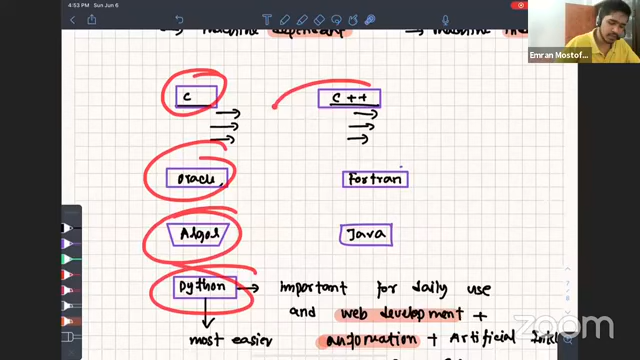 4:53 PM Sun Jun 6 53%
→ machine dependent → machine
Emran Mostof...
C C++
Oracle Fortran
Algol Java
Python → important for daily use
and web development +
most easier automation + Artificial
zoom